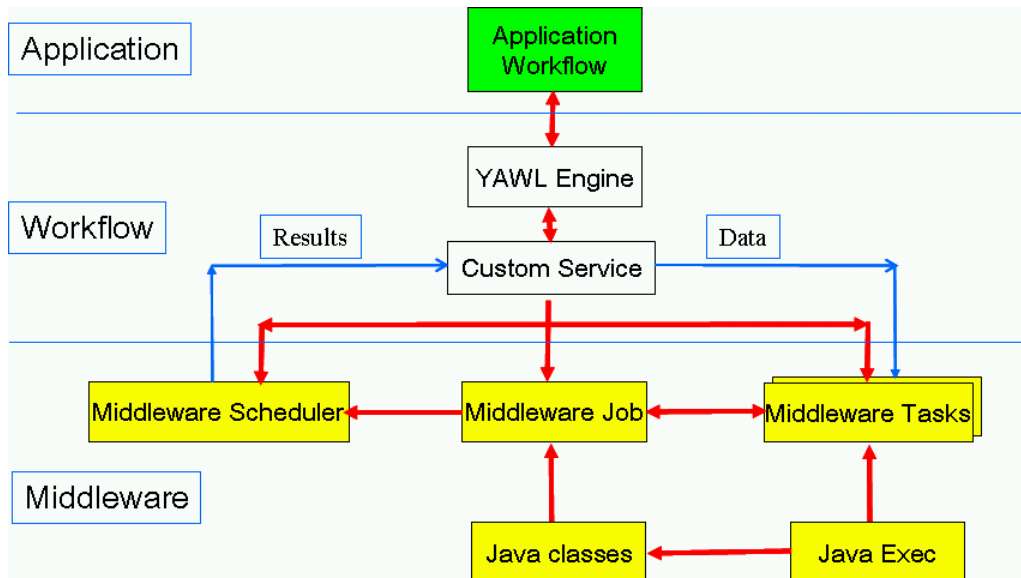 Application
Application
Workflow
YAWL Engine
Workflow
Results
Data
Custom Service
Middleware Scheduler
Middleware Job
Middleware Tasks
Middleware
Java classes
Java Exec